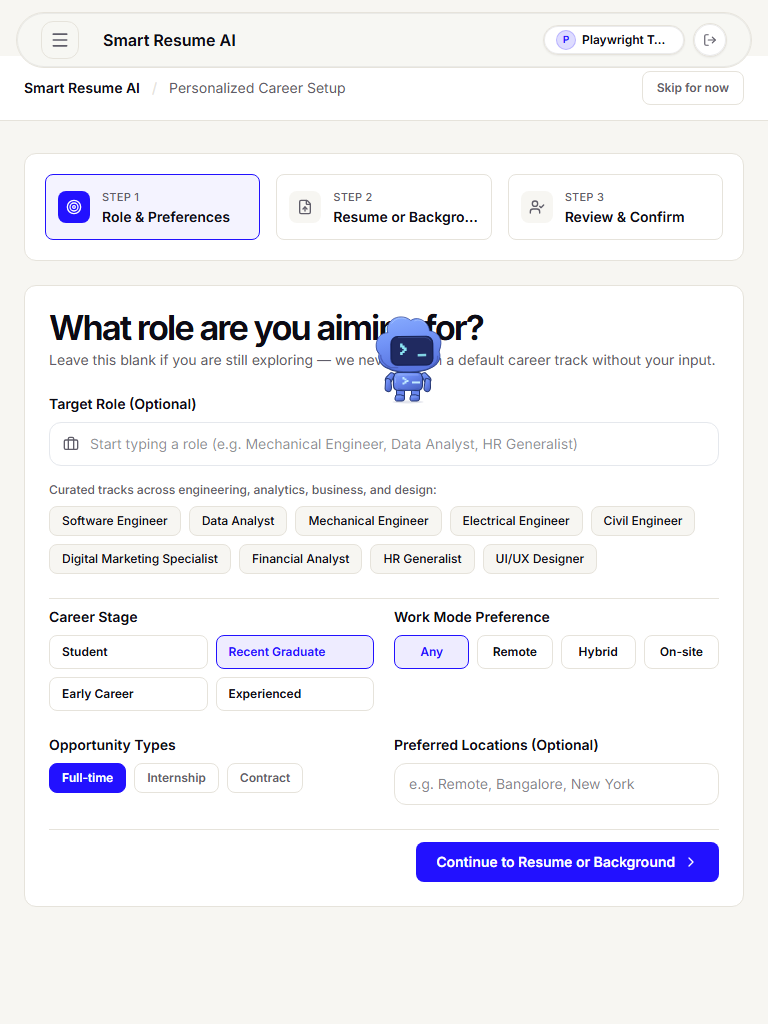 Smart Resume AI
P Playwright T...
Smart Resume AI / Personalized Career Setup
Skip for now
STEP 1
Role & Preferences
STEP 2
Resume or Backgro...
STEP 3
Review & Confirm
What role are you for?
Leave this blank if you are still exploring — we a default career track without your input.
Target Role (Optional)
Start typing a role (e.g. Mechanical Engineer, Data Analyst, HR Generalist)
Curated tracks across engineering, analytics, business, and design:
Software Engineer
Data Analyst
Mechanical Engineer
Electrical Engineer
Civil Engineer
Digital Marketing Specialist
Financial Analyst
HR Generalist
UI/UX Designer
Career Stage
Student
Recent Graduate
Early Career
Experienced
Work Mode Preference
Any
Remote
Hybrid
On-site
Opportunity Types
Full-time
Internship
Contract
Preferred Locations (Optional)
e.g. Remote, Bangalore, New York
Continue to Resume or Background